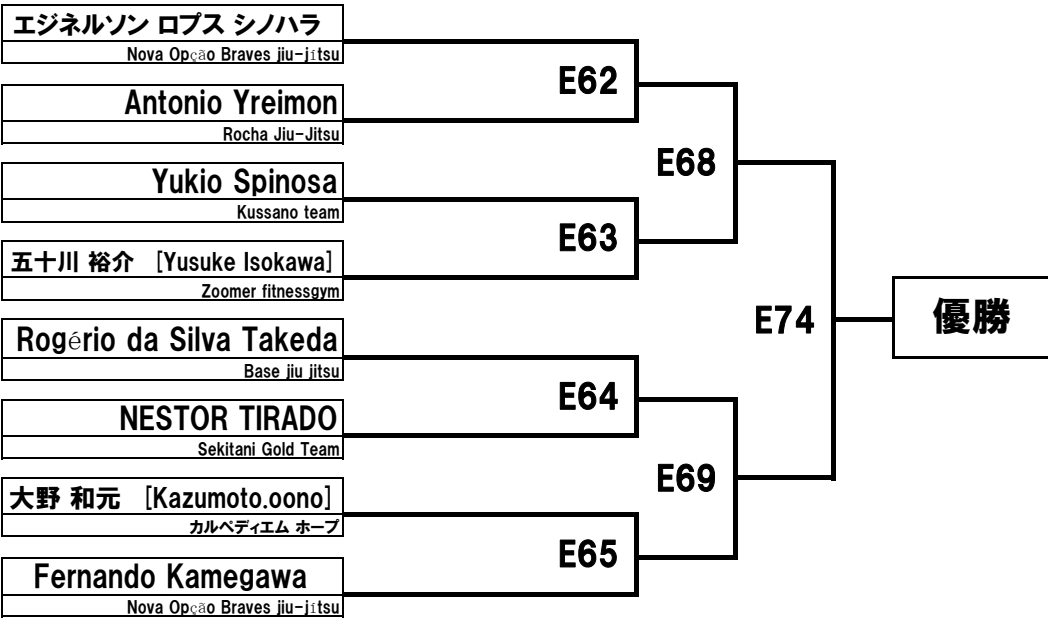 エジネルソン ロプス シノハラ
Nova Opção Braves jiu-jítsu
E62
Antonio Yreimon
Rocha Jiu-Jitsu
E68
Yukio Spinosa
Kussano team
E63
五十川 裕介 [Yusuke Isokawa]
Zoomer fitnessgym
E74
優勝
Rogério da Silva Takeda
Base jiu jitsu
E64
NESTOR TIRADO
Sekitani Gold Team
E69
大野 和元 [Kazumoto.oono]
カルペディエム ホープ
E65
Fernando Kamegawa
Nova Opção Braves jiu-jítsu